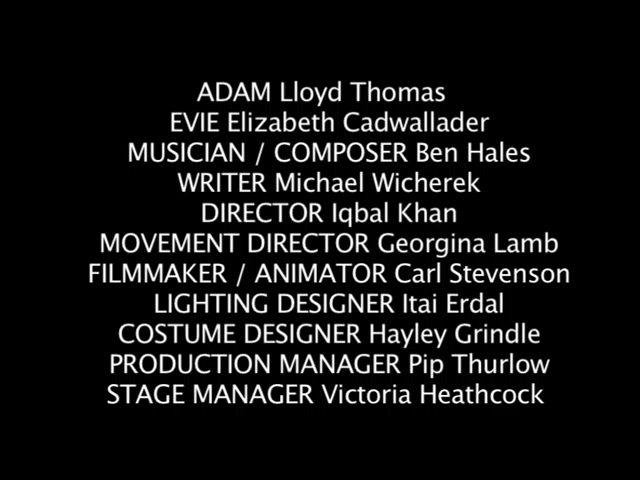 ADAM Lloyd Thomas
EVIE Elizabeth Cadwallader
MUSICIAN / COMPOSER Ben Hales
WRITER Michael Wicherek
DIRECTOR Iqbal Khan
MOVEMENT DIRECTOR Georgina Lamb
FILMMAKER / ANIMATOR Carl Stevenson
LIGHTING DESIGNER Itai Erdal
COSTUME DESIGNER Hayley Grindle
PRODUCTION MANAGER Pip Thurlow
STAGE MANAGER Victoria Heathcock